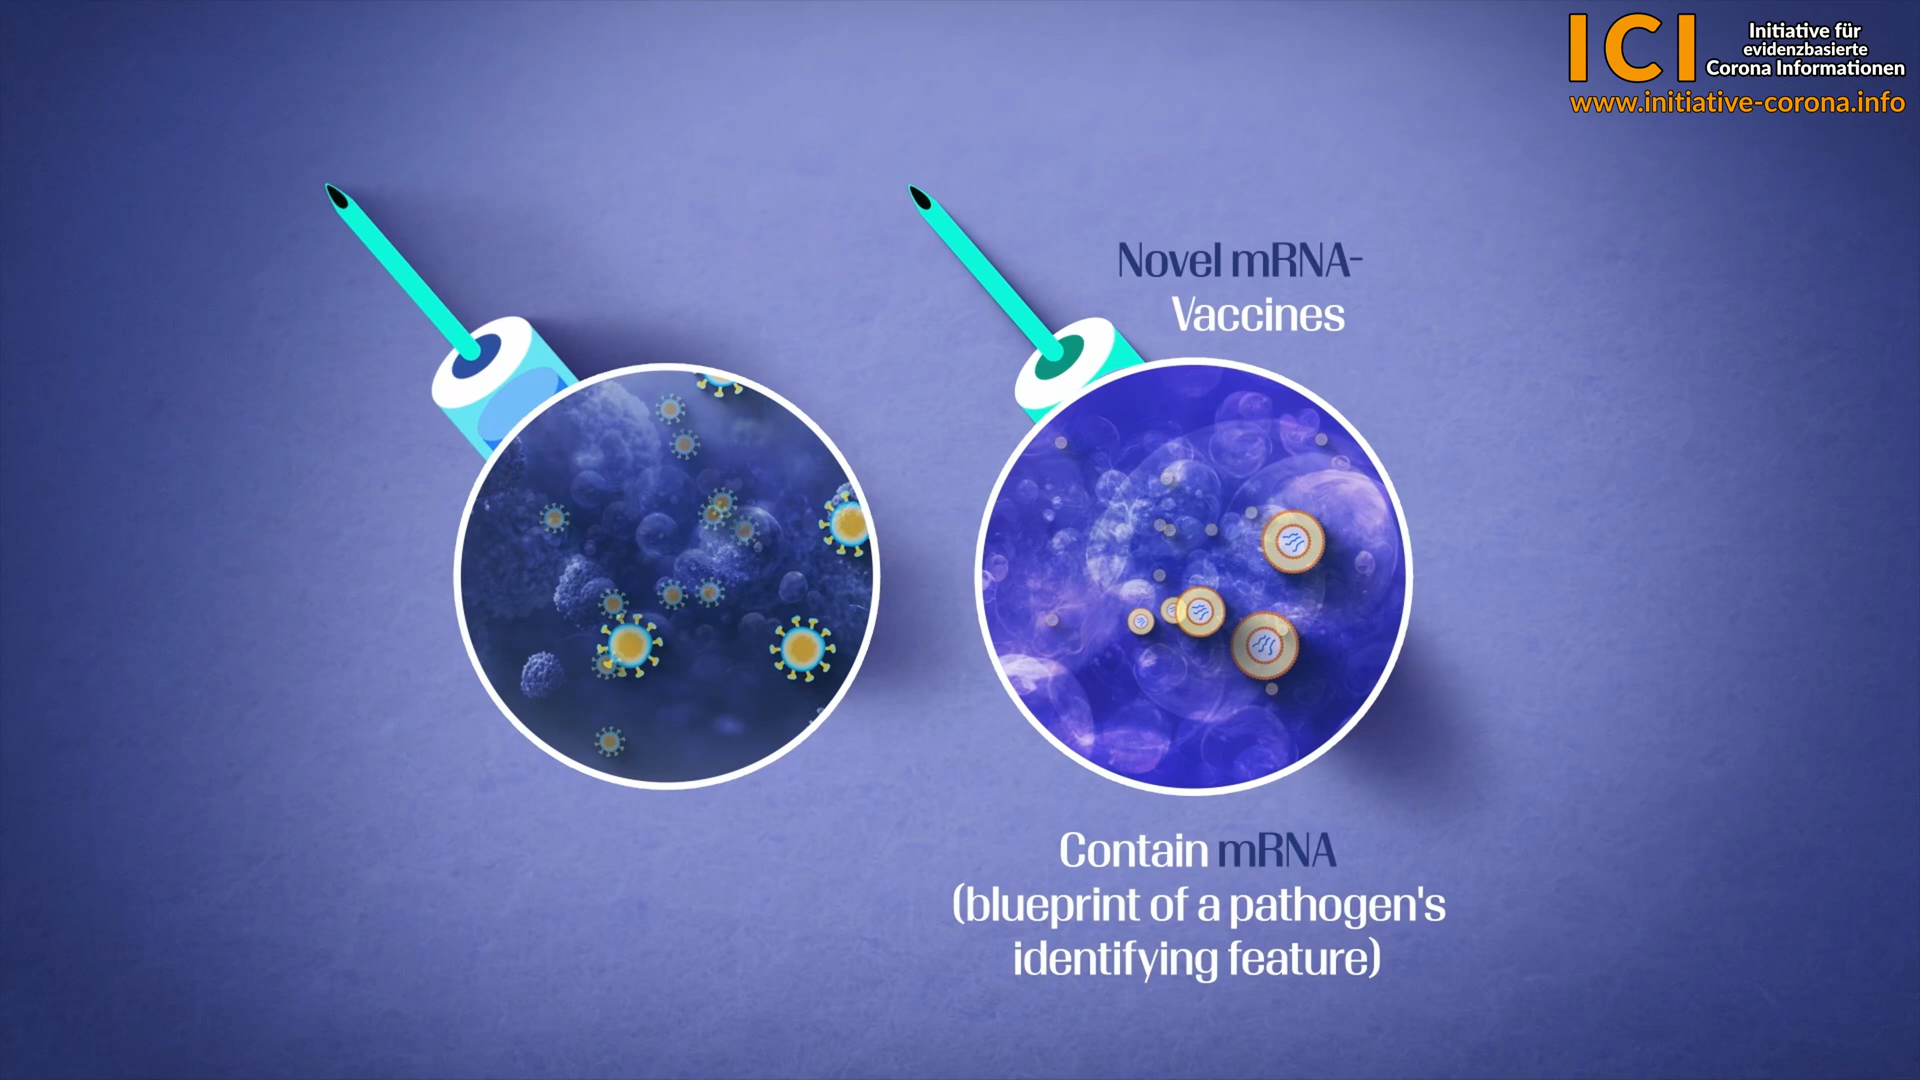 ICI
Initiative für
evidenzbasierte
Corona Informationen
www.initiative-corona.info
Novel mRNA-
Vaccines
Contain mRNA
(blueprint of a pathogen's
identifying feature)